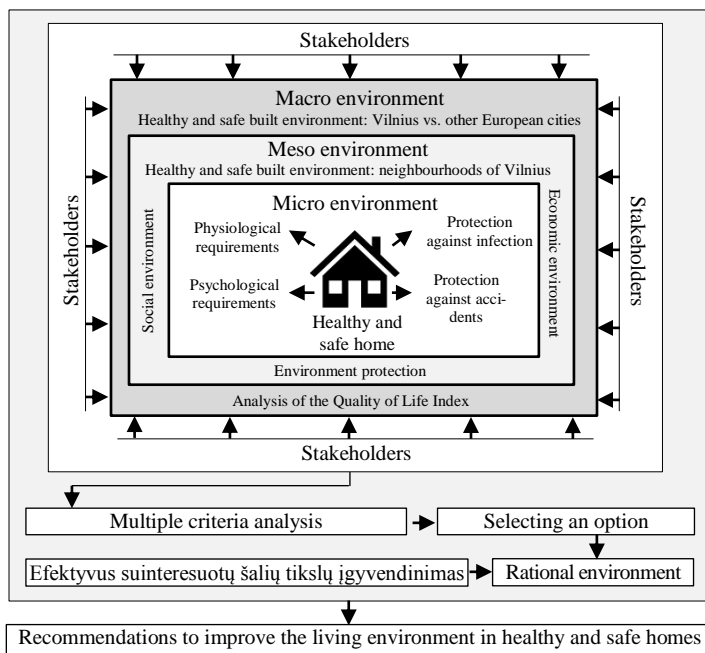 Stakeholders
Macro environment
Healthy and safe built environment: Vilnius vs. other European cities
Meso environment
Healthy and safe built environment: neighbourhoods of Vilnius
Micro environment
Physiological
requirements
Protection
against infection
Psychological
requirements
Protection
against acci-
dents
Healthy and
safe home
Stakeholders
Social environment
Economic environment
Stakeholders
Environment protection
Analysis of the Quality of Life Index
Stakeholders
Multiple criteria analysis
Selecting an option
Efektyvus suinteresuotų šalių tikslų įgyvendinimas
Rational environment
Recommendations to improve the living environment in healthy and safe homes